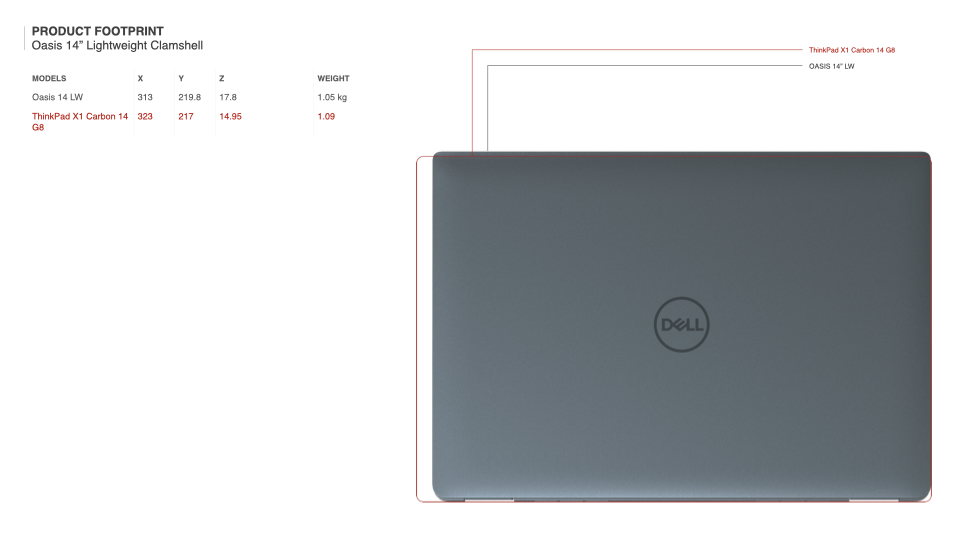 PRODUCT FOOTPRINT
Oasis 14” Lightweight Clamshell
MODELS X Y Z WEIGHT
Oasis 14 LW 313 219.8 17.8 1.05 kg
ThinkPad X1 Carbon 14 323 217 14.95 1.09
G8
ThinkPad X1 Carbon 14 G8
OASIS 14” LW
DELL